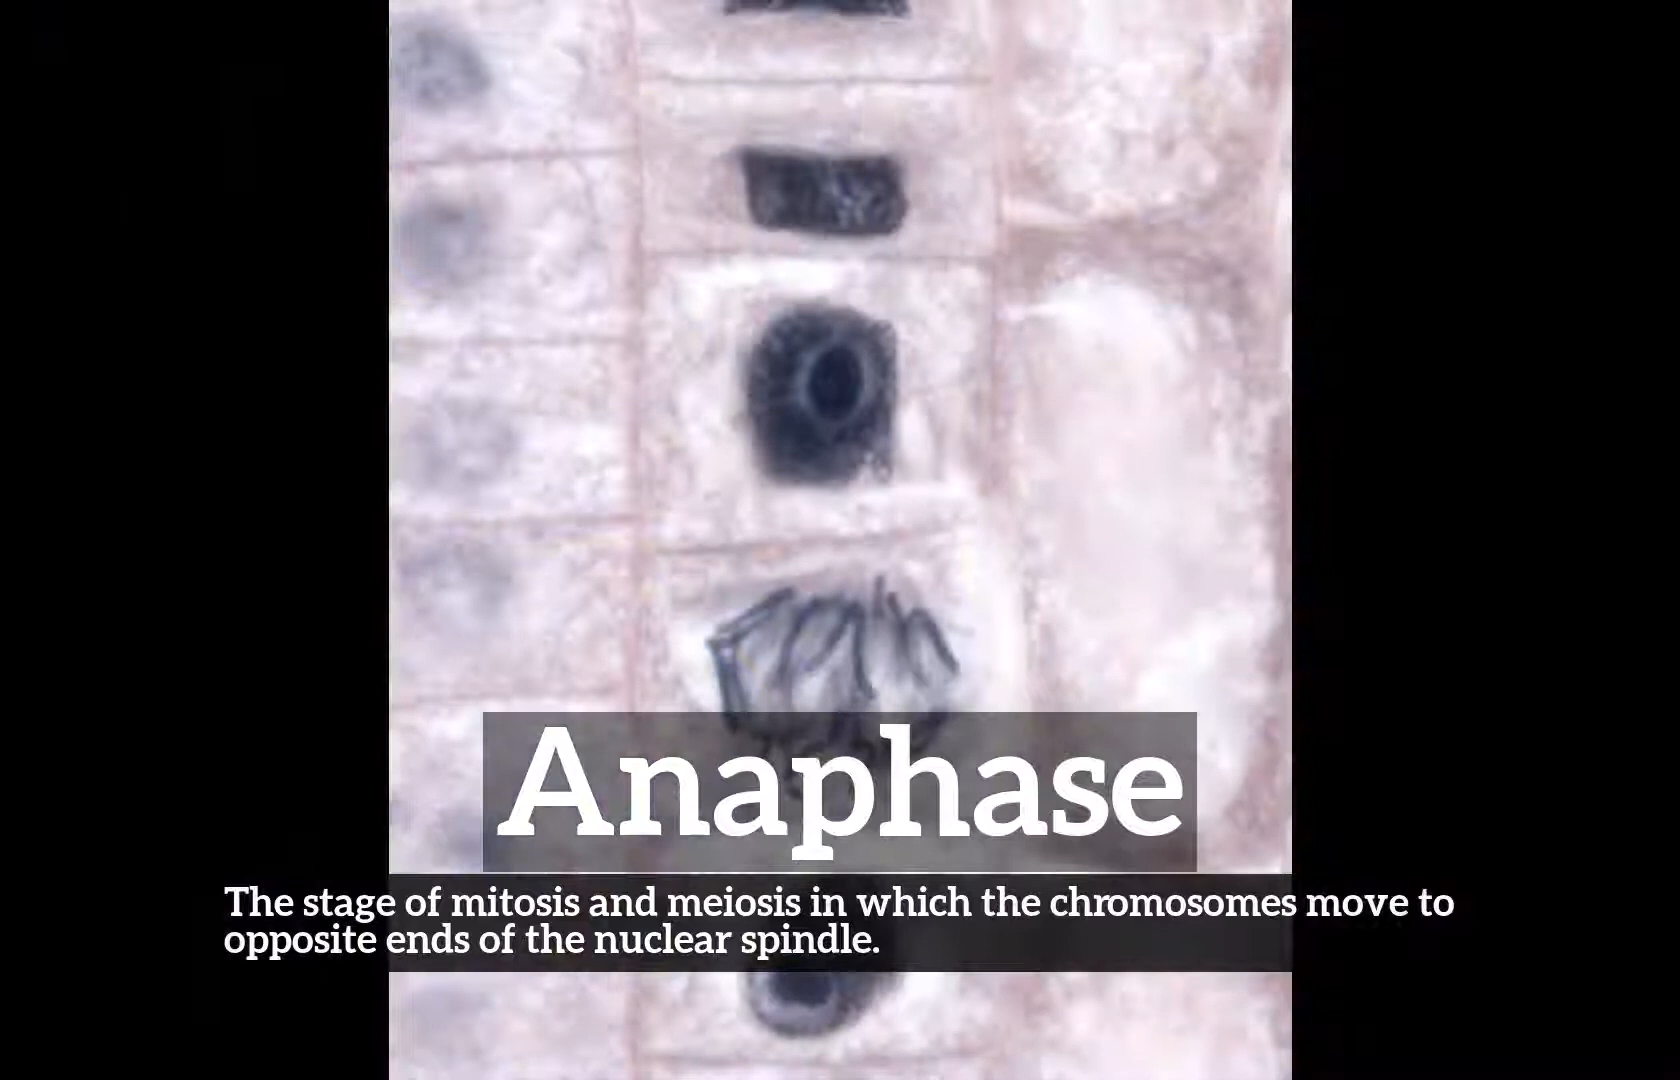 Anaphase
The stage of mitosis and meiosis in which the chromosomes move to
opposite ends of the nuclear spindle.